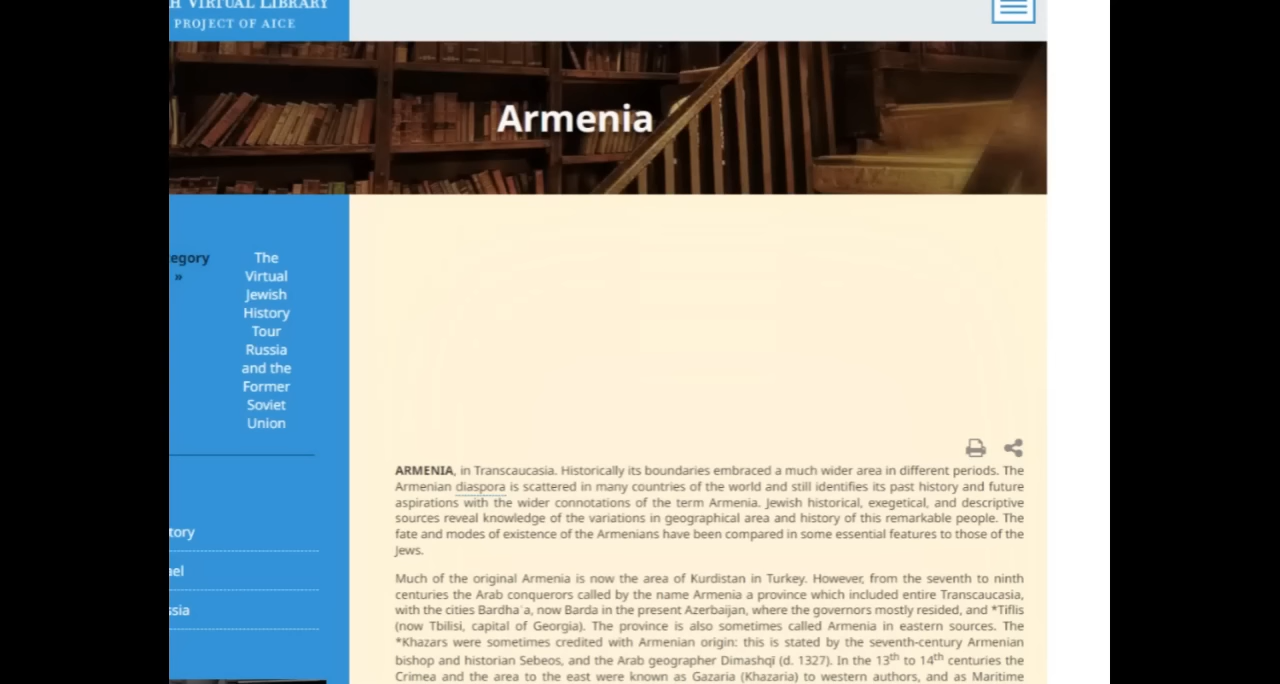 H VIRTUAL LIBRARY
PROJECT OF AICE
Armenia
egory
»
The
Virtual
Jewish
History
Tour
Russia
and the
Former
Soviet
Union
tory
ael
ssia
ARMENIA, in Transcaucasia. Historically its boundaries embraced a much wider area in different periods. The
Armenian diaspora is scattered in many countries of the world and still identifies its past history and future
aspirations with the wider connotations of the term Armenia. Jewish historical, exegetical, and descriptive
sources reveal knowledge of the variations in geographical area and history of this remarkable people. The
fate and modes of existence of the Armenians have been compared in some essential features to those of the
Jews.
Much of the original Armenia is now the area of Kurdistan in Turkey. However, from the seventh to ninth
centuries the Arab conquerors called by the name Armenia a province which included entire Transcaucasia,
with the cities Bardhaʿa, now Barda in the present Azerbaijan, where the governors mostly resided, and *Tiflis
(now Tbilisi, capital of Georgia). The province is also sometimes called Armenia in eastern sources. The
*Khazars were sometimes credited with Armenian origin: this is stated by the seventh-century Armenian
bishop and historian Sebeos, and the Arab geographer Dimashqī (d. 1327). In the 13th to 14th centuries the
Crimea and the area to the east were known as Gazaria (Khazaria) to western authors, and as Maritime